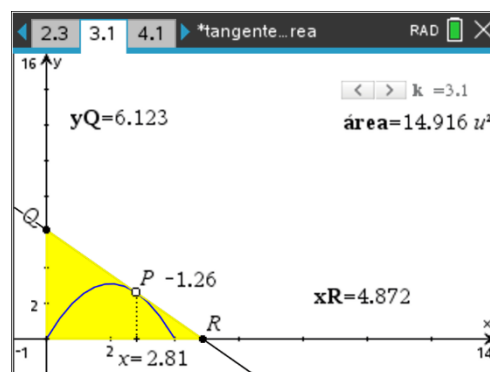 2.3 3.1 4.1 *tangente...rea RAD
16 y
k =3.1
yQ=6.123
área=14.916 u²
Q
P -1.26
xR=4.872
2
R
x
-1
2
14
x=2.81